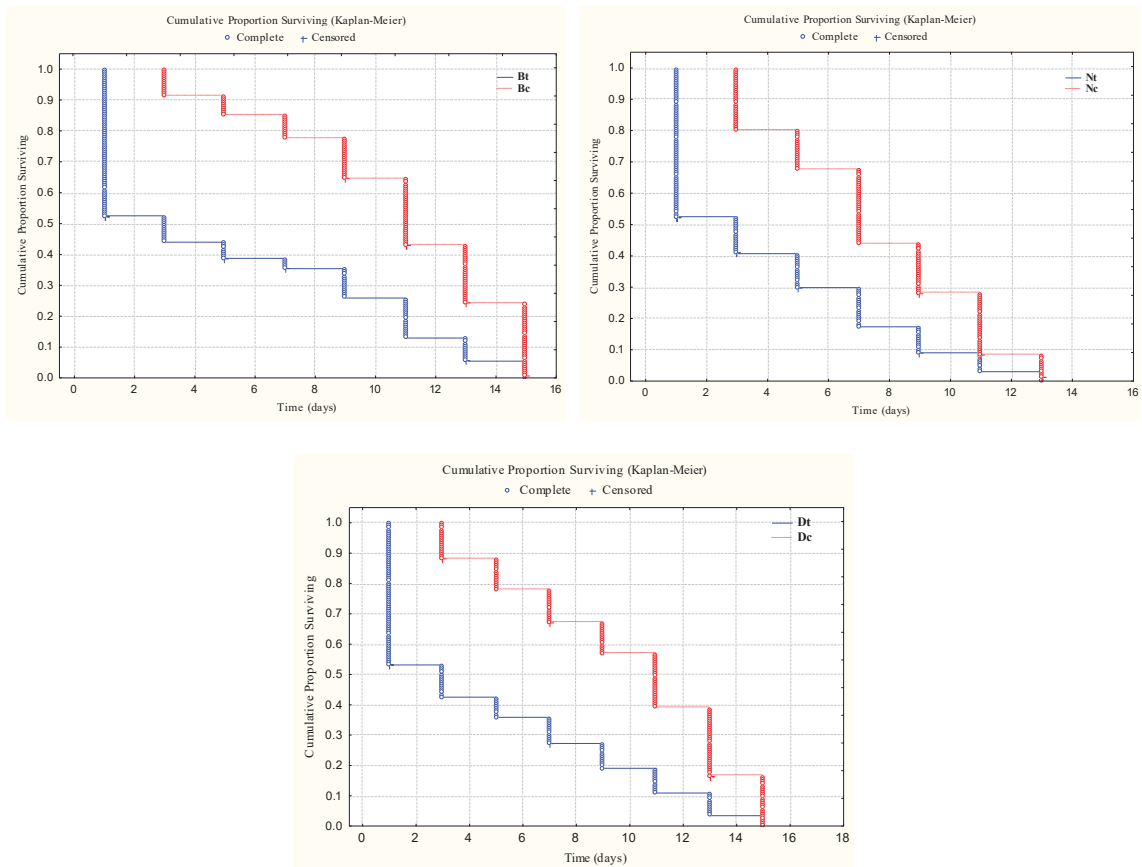 Cumulative Proportion Surviving (Kaplan-Meier)
Complete Censored
Bt
Bc
1.0
0.9
0.8
0.7
0.6
0.5
0.4
0.3
0.2
0.1
0.0
Cumulative Proportion Surviving
0 2 4 6 8 10 12 14 16
Time (days)
Cumulative Proportion Surviving (Kaplan-Meier)
Complete Censored
Nt
Nc
1.0
0.9
0.8
0.7
0.6
0.5
0.4
0.3
0.2
0.1
0.0
Cumulative Proportion Surviving
0 2 4 6 8 10 12 14 16
Time (days)
Cumulative Proportion Surviving (Kaplan-Meier)
Complete Censored
Dt
Dc
1.0
0.9
0.8
0.7
0.6
0.5
0.4
0.3
0.2
0.1
0.0
Cumulative Proportion Surviving
0 2 4 6 8 10 12 14 16 18
Time (days)